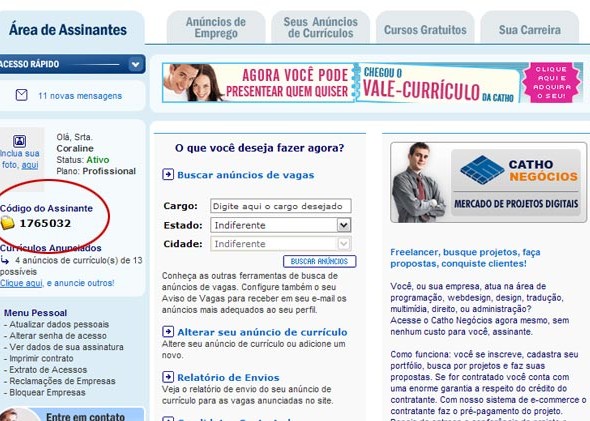 Área de Assinantes
Anúncios de
Emprego
Seus Anúncios
de Currículos
Cursos Gratuitos
Sua Carreira
ACESSO RÁPIDO
11 novas mensagens
AGORA VOCÊ PODE
PRESENTEAR QUEM QUISER
CHEGOU O
VALE-CURRÍCULO
DA CATHO
CLIQUE
AQUI E
ADQUIRA
O SEU!
Inclua sua
foto, aqui
Olá, Srta.
Coraline
Status: Ativo
Plano: Profissional
Código do Assinante
1765032
Currículos Anunciados
4 anúncios de currículo(s) de 13
possíveis
Clique aqui, e anuncie outros!
Menu Pessoal
- Atualizar dados pessoais
- Alterar senha de acesso
- Ver dados de sua assinatura
- Imprimir contrato
- Extrato de Acessos
- Reclamações de Empresas
- Bloquear Empresas
Entre em contato
O que você deseja fazer agora?
Buscar anúncios de vagas
Cargo: Digite aqui o cargo desejado
Estado: Indiferente
Cidade: Indiferente
BUSCAR ANÚNCIOS
Conheça as outras ferramentas de busca de
anúncios de vagas. Configure também o seu
Aviso de Vagas para receber em seu e-mail os
anúncios mais adequados ao seu perfil.
Alterar seu anúncio de currículo
Altere seu anúncio de currículo ou adicione um
novo.
Relatório de Envios
Veja o relatório do envio do seu anúncio de
currículo para as vagas anunciadas no site.
CATHO
NEGÓCIOS
MERCADO DE PROJETOS DIGITAIS
Freelancer, busque projetos, faça
propostas, conquiste clientes!
Você, ou sua empresa, atua na área de
programação, webdesign, design, tradução,
multimídia, direito, ou administração?
Acesse o Catho Negócios agora mesmo, sem
nenhum custo para você, assinante.
Como funciona: você se inscreve, cadastra seu
portfólio, busca por projetos e faz suas
propostas. Se for contratado você conta com
uma enorme garantia a respeito do crédito do
contratante. Com nosso sistema de e-commerce o
contratante faz o pré-pagamento do projeto.